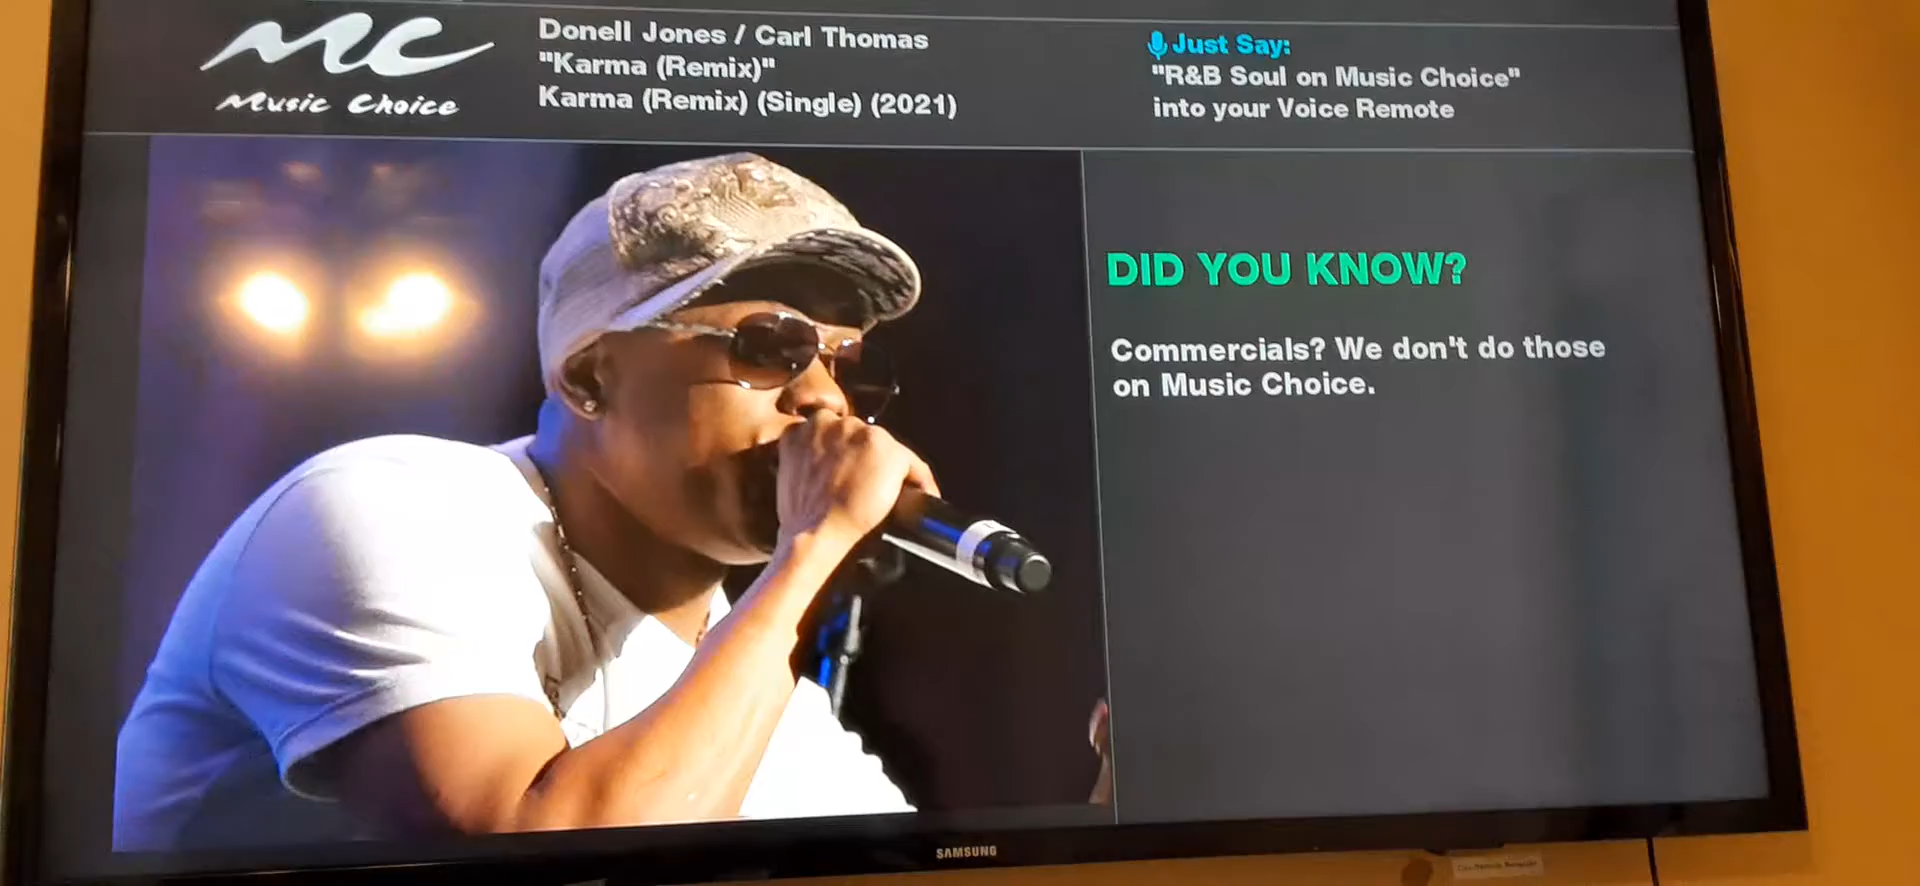 MC
Music Choice
Donell Jones / Carl Thomas
"Karma (Remix)"
Karma (Remix) (Single) (2021)
Just Say:
"R&B Soul on Music Choice"
into your Voice Remote
DID YOU KNOW?
Commercials? We don't do those
on Music Choice.
SAMSUNG